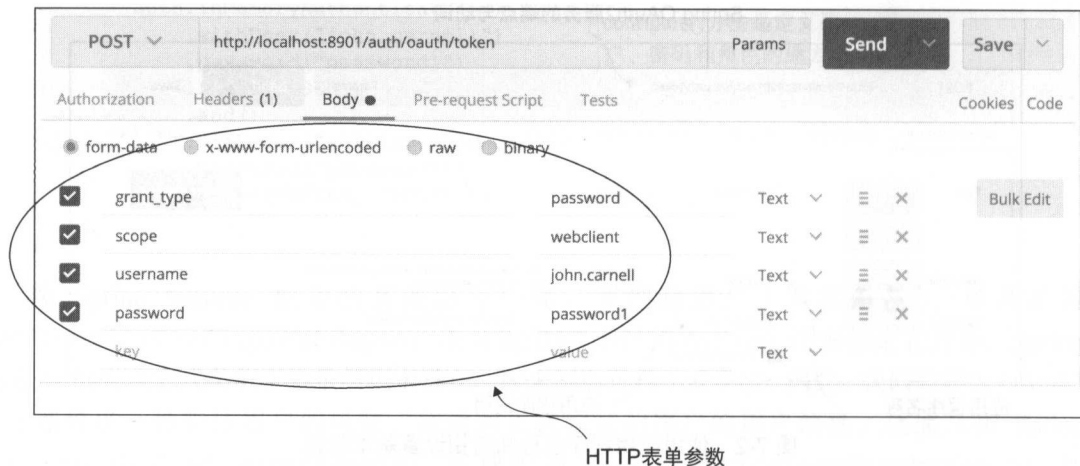 POST http://localhost:8901/auth/oauth/token Params Send Save
Authorization Headers (1) Body Pre-request Script Tests Cookies Code
form-data x-www-form-urlencoded raw binary
grant_type password Text Bulk Edit
scope webclient Text
username john.carnell Text
password password1 Text
key value Text
HTTP表单参数